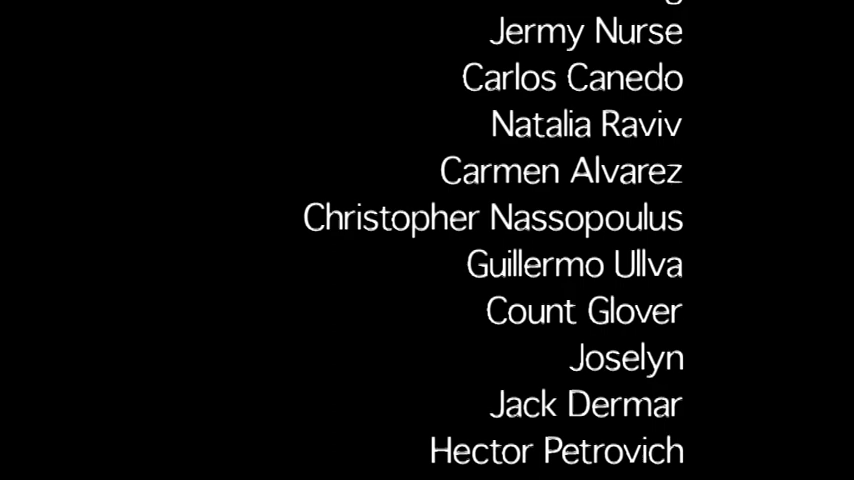 Jermy Nurse
Carlos Canedo
Natalia Raviv
Carmen Alvarez
Christopher Nassopoulus
Guillermo Ullva
Count Glover
Joselyn
Jack Dermar
Hector Petrovich